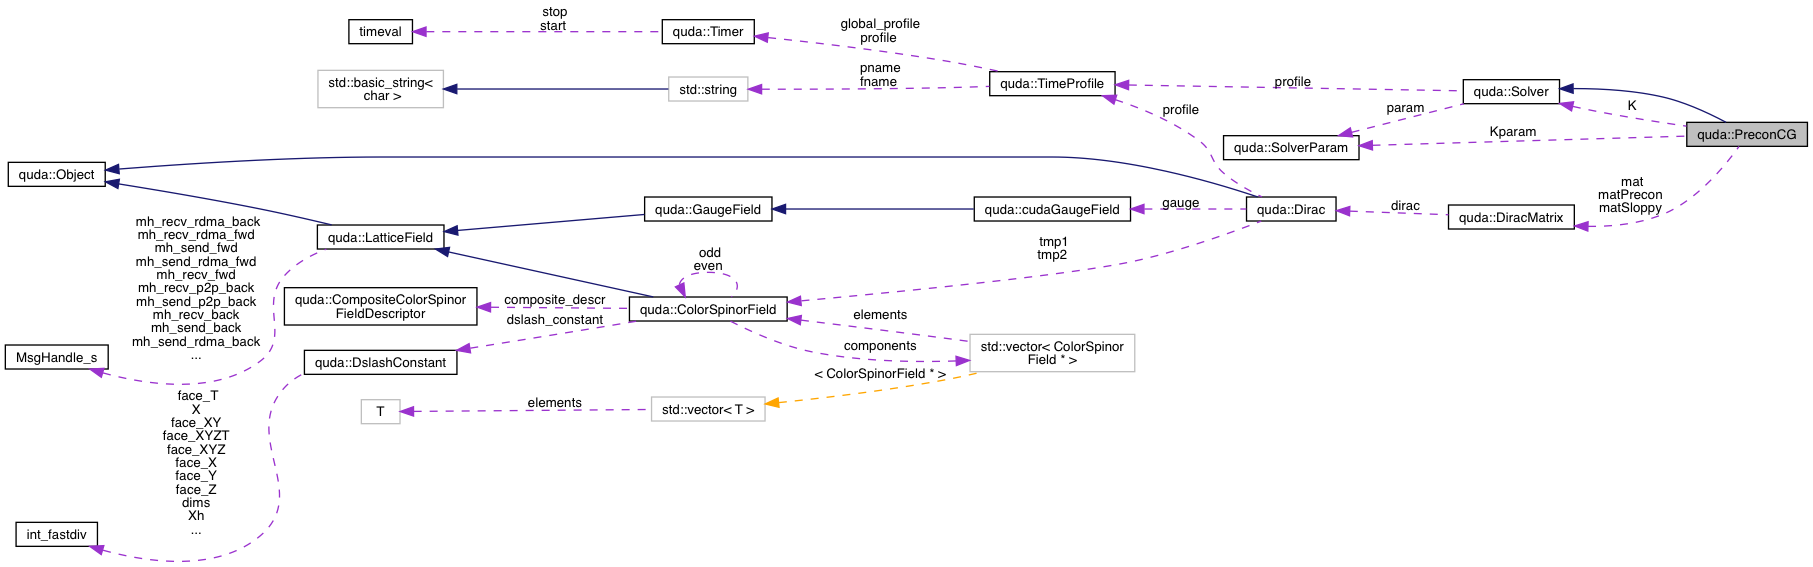 stop
start
timeval
quda::Timer
global_profile
profile
std::basic_string<
char >
std::string
pname
fname
quda::TimeProfile
profile
quda::Solver
profile
param
K
Kparam
quda::SolverParam
quda::PreconCG
quda::Object
mat
matPrecon
matSloppy
quda::GaugeField
quda::cudaGaugeField
gauge
quda::Dirac
dirac
quda::DiracMatrix
mh_recv_rdma_back
mh_recv_rdma_fwd
mh_send_fwd
mh_send_rdma_fwd
mh_recv_fwd
mh_recv_p2p_back
mh_send_p2p_back
mh_recv_back
mh_send_back
mh_send_rdma_back
...
quda::LatticeField
odd
even
tmp1
tmp2
quda::CompositeColorSpinor
FieldDescriptor
composite_descr
quda::ColorSpinorField
dslash_constant
elements
components
std::vector< ColorSpinor
Field * >
MsgHandle_s
quda::DslashConstant
< ColorSpinorField * >
T
elements
std::vector< T >
face_T
X
face_XY
face_XYZT
face_XYZ
face_X
face_Y
face_Z
dims
Xh
...
int_fastdiv